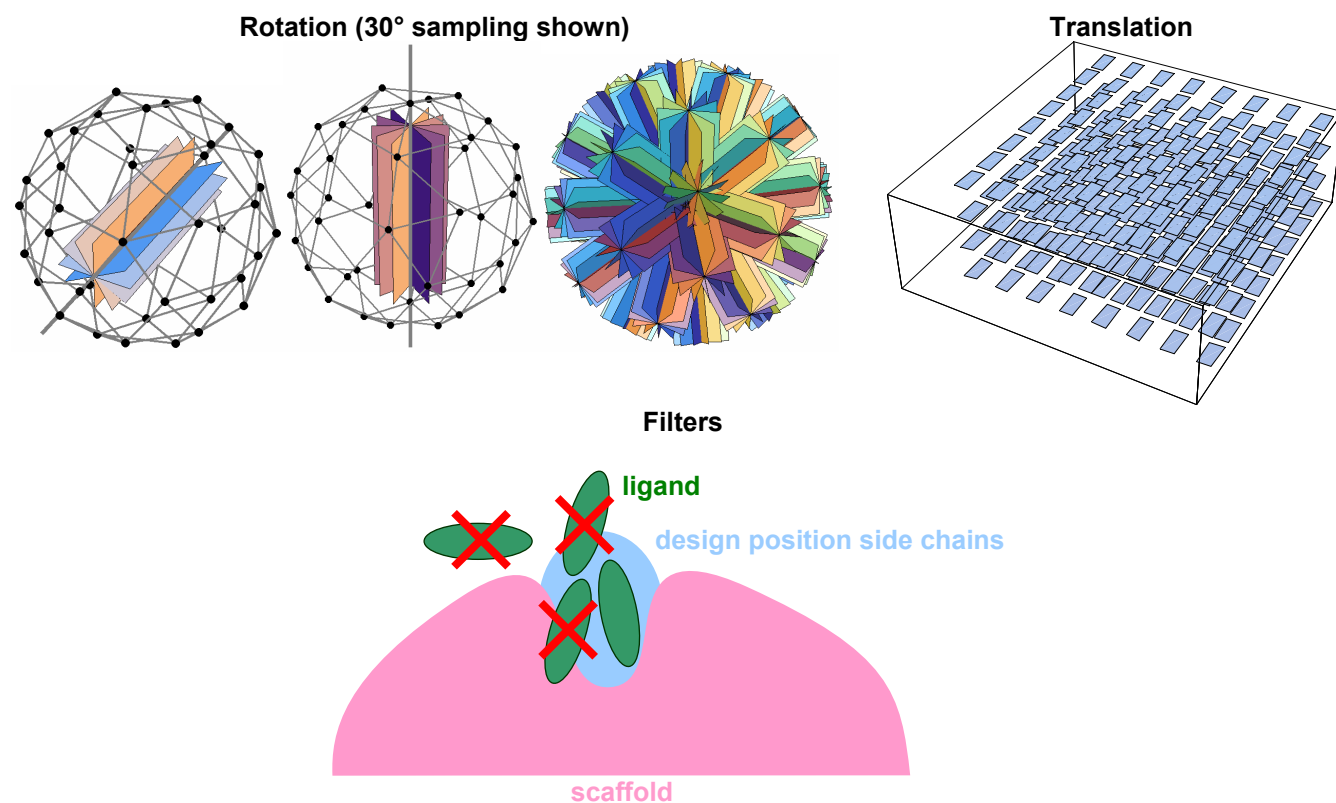 Rotation (30° sampling shown)
Translation
Filters
ligand
design position side chains
scaffold